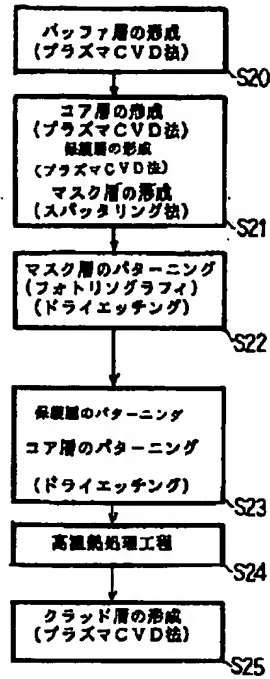 バッファ層の形成
(プラズマCVD法)
S20
コア層の形成
(プラズマCVD法)
保護層の形成
(プラズマCVD法)
マスク層の形成
(スパッタリング法)
S21
マスク層のパターニング
(フォトリソグラフィ)
(ドライエッチング)
S22
保護層のパターニング
コア層のパターニング
(ドライエッチング)
S23
高温熱処理工程
S24
クラッド層の形成
(プラズマCVD法)
S25